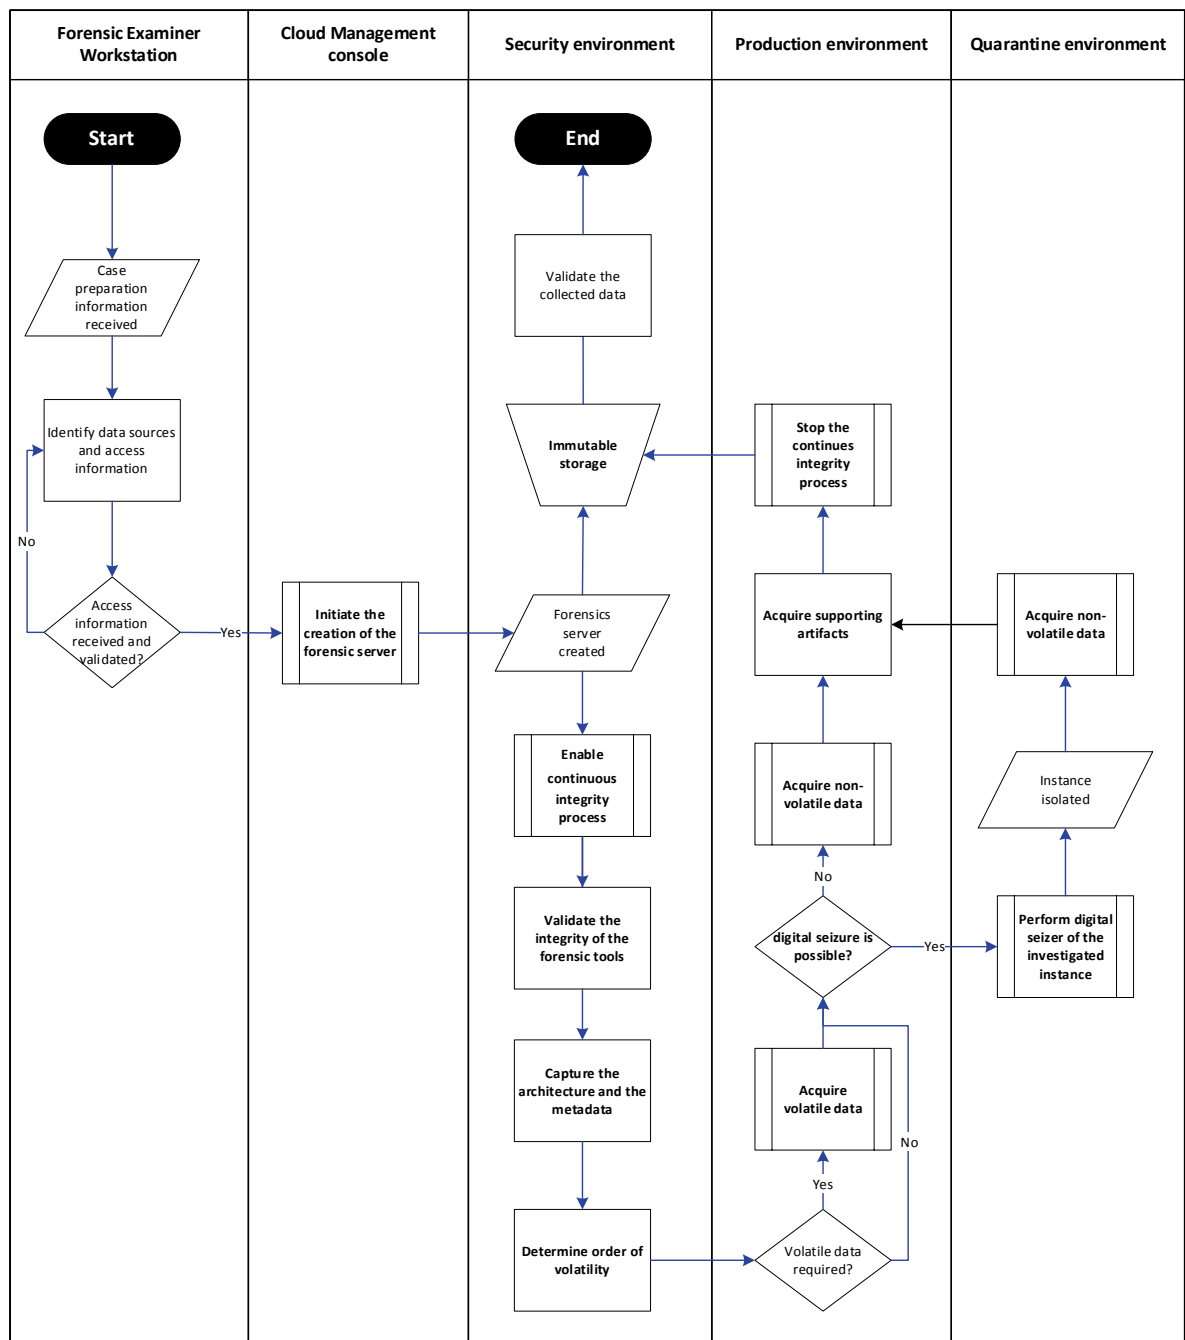 Forensic Examiner
Workstation
Cloud Management
console
Security environment
Production environment
Quarantine environment
Start
Case
preparation
information
received
Identify data sources
and access
information
No
Access
information
received and
validated?
Yes
Initiate the
creation of the
forensic server
End
Validate the
collected data
Immutable
storage
Forensics
server
created
Enable
continuous
integrity
process
Validate the
integrity of the
forensic tools
Capture the
architecture and the
metadata
Determine order of
volatility
Stop the
continues
integrity
process
Acquire supporting
artifacts
Acquire non-
volatile data
No
digital seizure is
possible?
Yes
Acquire
volatile data
No
Yes
Volatile data
required?
Acquire non-
volatile data
Instance
isolated
Perform digital
seizer of the
investigated
instance